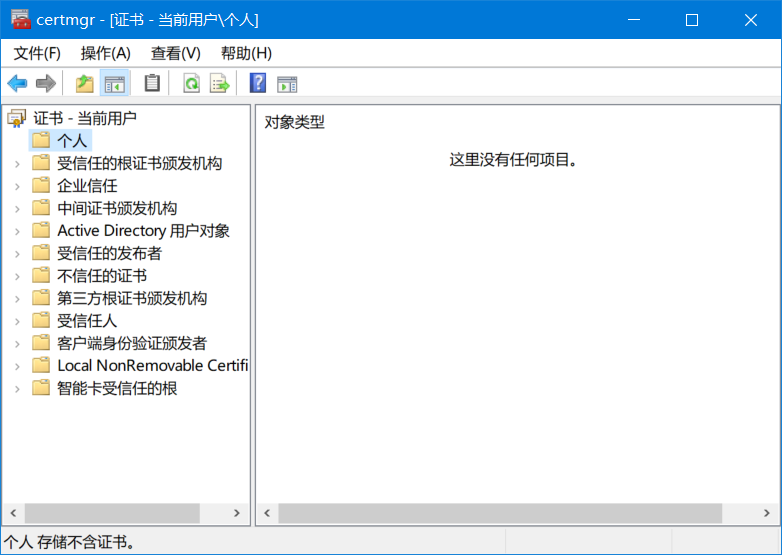 certmgr - [证书 - 当前用户\个人]
文件(F) 操作(A) 查看(V) 帮助(H)
证书 - 当前用户
个人
受信任的根证书颁发机构
企业信任
中间证书颁发机构
Active Directory 用户对象
受信任的发布者
不信任的证书
第三方根证书颁发机构
受信任人
客户端身份验证颁发者
Local NonRemovable Certifi
智能卡受信任的根
对象类型
这里没有任何项目。
个人 存储不含证书。